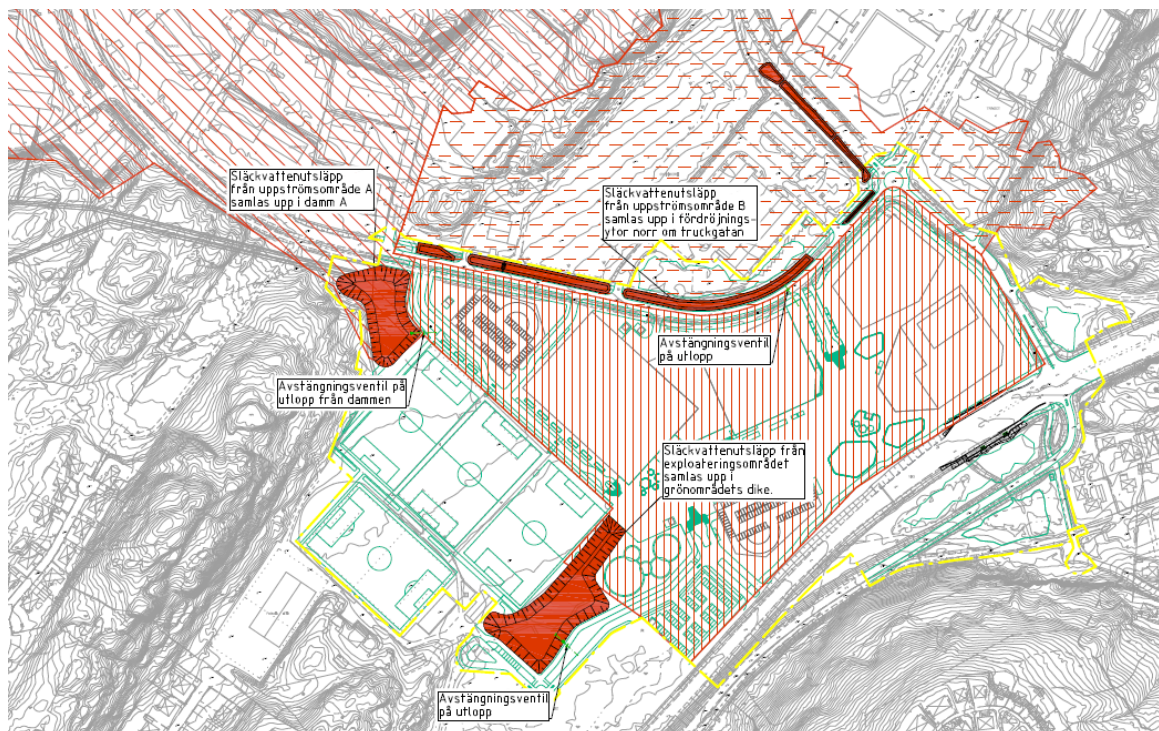 Släckvattenutsläpp
från uppströmsområde A
samlas upp i damm A
Släckvattenutsläpp
från uppströmsområde B
samlas upp i fördröjnings-
ytor norr om truckgatan
Avstängningsventil
på utlopp
Avstängningsventil på
utlopp från dammen
Släckvattenutsläpp från
exploateringsområdet
samlas upp i
grönområdets dike.
Avstängningsventil
på utlopp